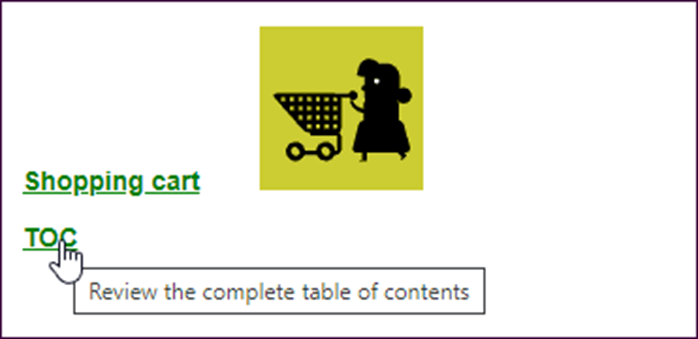 Shopping cart
TOC
Review the complete table of contents